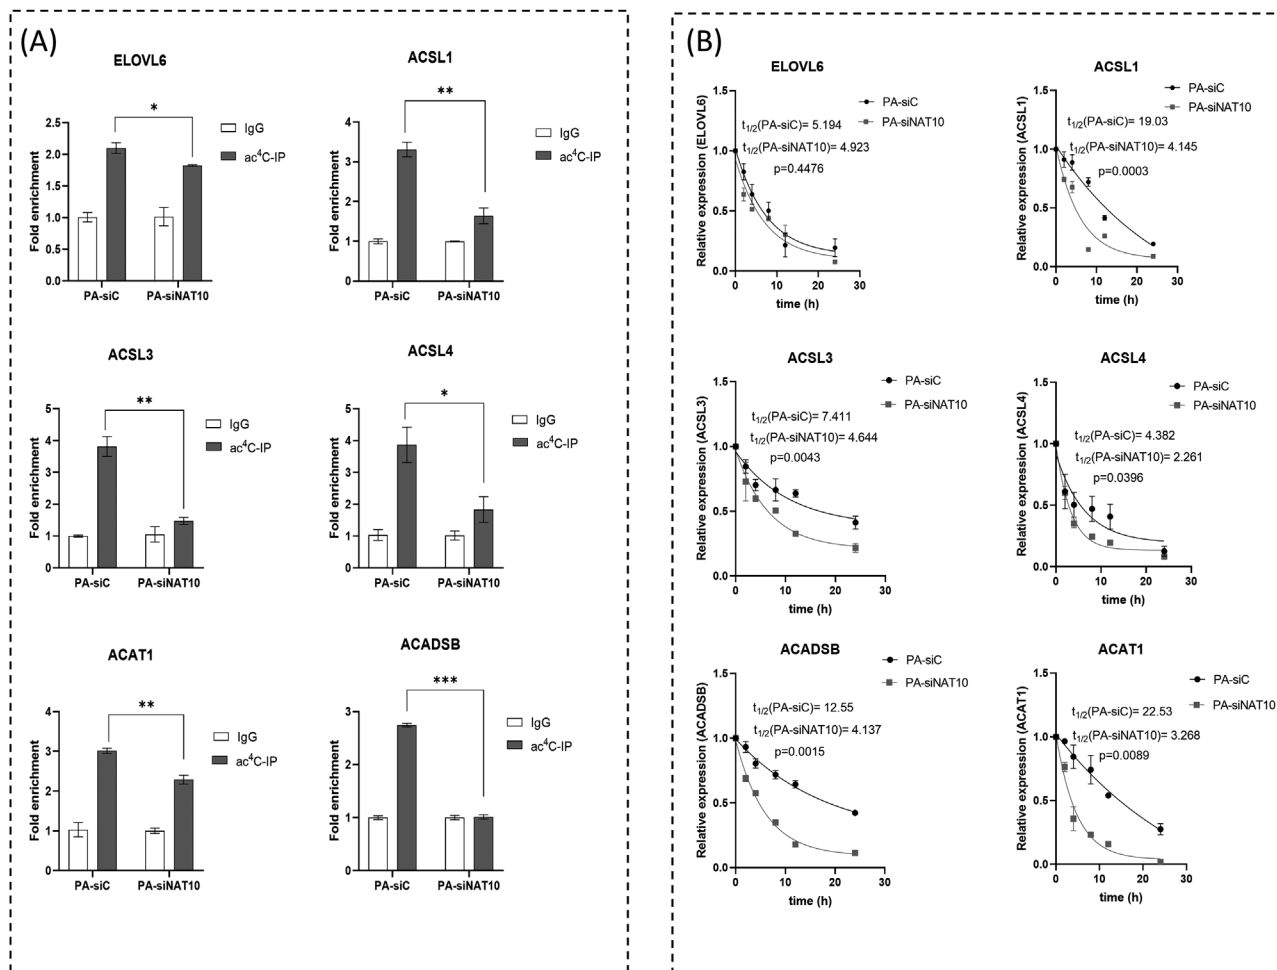 (A)
ELOVL6
*
2.5
2.0
1.5
1.0
0.5
0.0
Fold enrichment
PA-siC
PA-siNAT10
IgG
ac⁴C-IP
ACSL1
**
4
3
2
1
0
Fold enrichment
PA-siC
PA-siNAT10
IgG
ac⁴C-IP
ACSL3
**
5
4
3
2
1
0
Fold enrichment
PA-siC
PA-siNAT10
IgG
ac⁴C-IP
ACSL4
*
5
4
3
2
1
0
Fold enrichment
PA-siC
PA-siNAT10
IgG
ac⁴C-IP
ACAT1
**
4
3
2
1
0
Fold enrichment
PA-siC
PA-siNAT10
IgG
ac⁴C-IP
ACADSB
***
3
2
1
0
Fold enrichment
PA-siC
PA-siNAT10
IgG
ac⁴C-IP
(B)
ELOVL6
PA-siC
PA-siNAT10
t₁/₂(PA-siC)= 5.194
t₁/₂(PA-siNAT10)= 4.923
p=0.4476
1.5
1.0
0.5
0.0
Relative expression (ELOVL6)
0 10 20 30
time (h)
ACSL1
PA-siC
PA-siNAT10
t₁/₂(PA-siC)= 19.03
t₁/₂(PA-siNAT10)= 4.145
p=0.0003
1.5
1.0
0.5
0.0
Relative expression (ACSL1)
0 10 20 30
time (h)
ACSL3
PA-siC
PA-siNAT10
t₁/₂(PA-siC)= 7.411
t₁/₂(PA-siNAT10)= 4.644
p=0.0043
1.5
1.0
0.5
0.0
Relative expression (ACSL3)
0 10 20 30
time (h)
ACSL4
PA-siC
PA-siNAT10
t₁/₂(PA-siC)= 4.382
t₁/₂(PA-siNAT10)= 2.261
p=0.0396
1.5
1.0
0.5
0.0
Relative expression (ACSL4)
0 10 20 30
time (h)
ACADSB
PA-siC
PA-siNAT10
t₁/₂(PA-siC)= 12.55
t₁/₂(PA-siNAT10)= 4.137
p=0.0015
1.5
1.0
0.5
0.0
Relative expression (ACADSB)
0 10 20 30
time (h)
ACAT1
PA-siC
PA-siNAT10
t₁/₂(PA-siC)= 22.53
t₁/₂(PA-siNAT10)= 3.268
p=0.0089
1.5
1.0
0.5
0.0
Relative expression (ACAT1)
0 10 20 30
time (h)